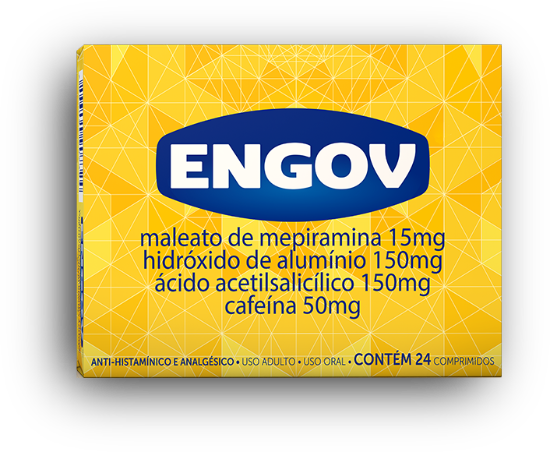 ENGOV
maleato de mepiramina 15mg
hidróxido de alumínio 150mg
ácido acetilsalicílico 150mg
cafeína 50mg
ANTI-HISTAMÍNICO E ANALGÉSICO • USO ADULTO • USO ORAL • CONTÉM 24 COMPRIMIDOS